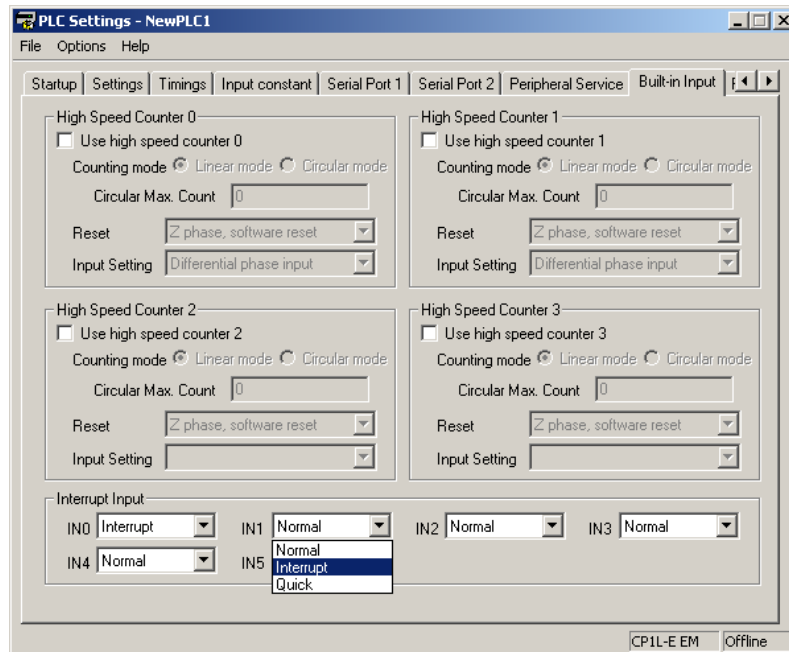 PLC Settings - NewPLC1
File Options Help
Startup Settings Timings Input constant Serial Port 1 Serial Port 2 Peripheral Service Built-in Input
High Speed Counter 0
Use high speed counter 0
Counting mode Linear mode Circular mode
Circular Max. Count 0
Reset Z phase, software reset
Input Setting Differential phase input
High Speed Counter 1
Use high speed counter 1
Counting mode Linear mode Circular mode
Circular Max. Count 0
Reset Z phase, software reset
Input Setting Differential phase input
High Speed Counter 2
Use high speed counter 2
Counting mode Linear mode Circular mode
Circular Max. Count 0
Reset Z phase, software reset
Input Setting
High Speed Counter 3
Use high speed counter 3
Counting mode Linear mode Circular mode
Circular Max. Count 0
Reset Z phase, software reset
Input Setting
Interrupt Input
IN0 Interrupt IN1 Normal IN2 Normal IN3 Normal
Normal
IN4 Normal IN5 Interrupt
Quick
CP1L-E EM Offline